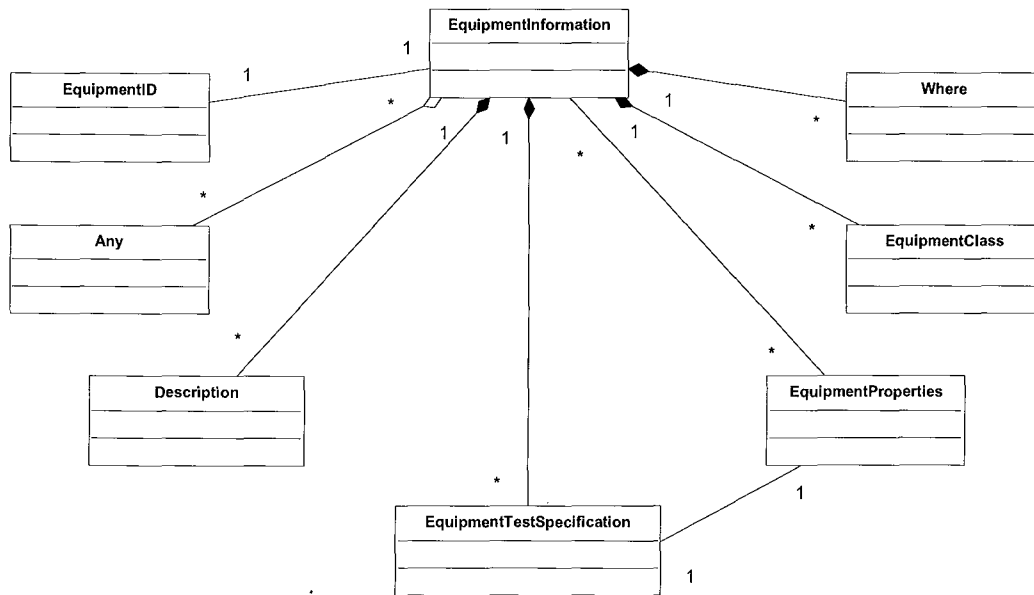 EquipmentInformation
1
1
EquipmentID
*
1
1
1
1
*
Where
*
*
Any
*
EquipmentClass
*
*
Description
EquipmentProperties
*
1
EquipmentTestSpecification
1